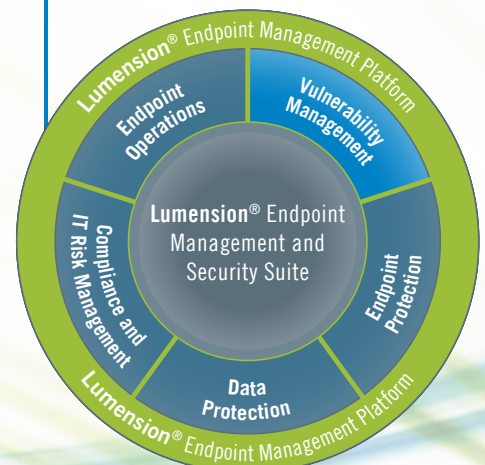 Lumension® Endpoint Management Platform
Endpoint
Operations
Vulnerability
Management
Lumension® Endpoint
Management and
Security Suite
Compliance and
IT Risk Management
Endpoint
Protection
Data
Protection
Lumension® Endpoint Management Platform